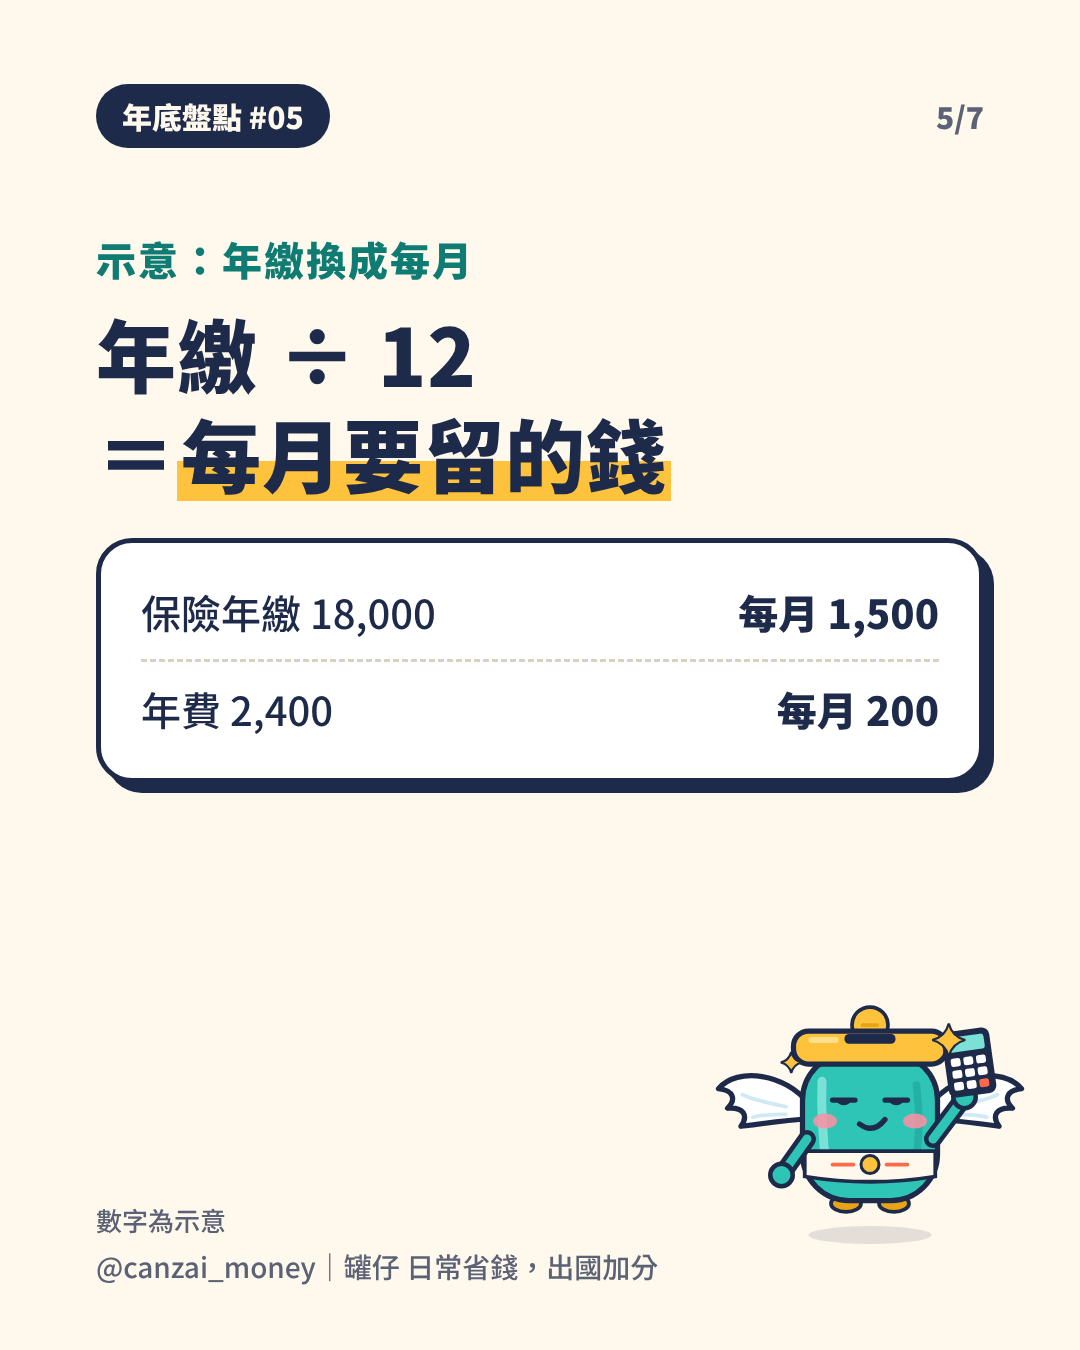 年底盤點 #05
5/7
示意：年繳換成每月
年繳 ÷ 12
＝每月要留的錢
保險年繳 18,000 每月 1,500
年費 2,400 每月 200
數字為示意
@canzai_money｜罐仔 日常省錢，出國加分